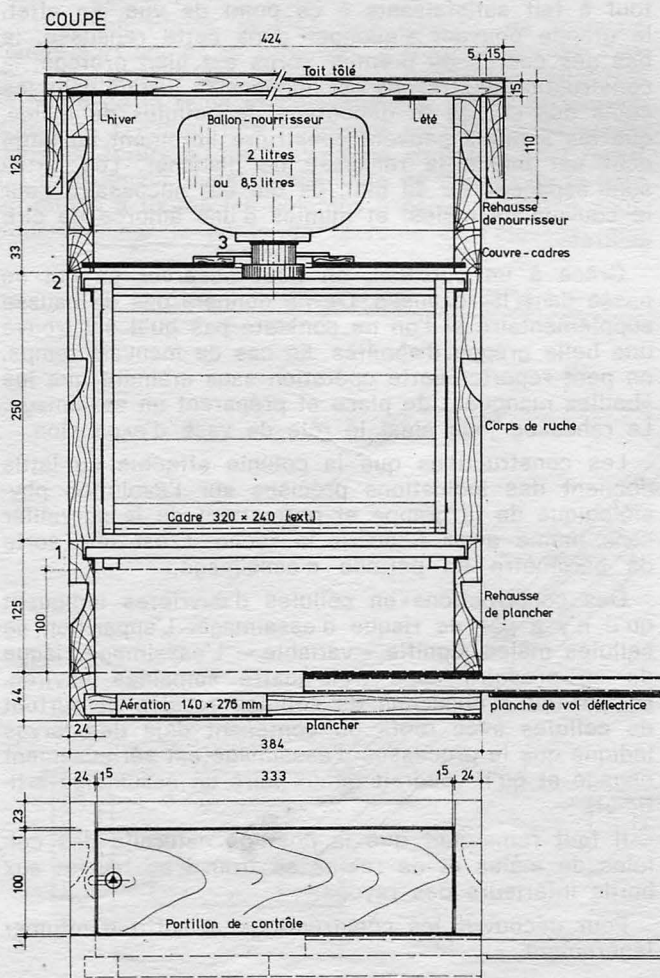 COUPE
424
5 15
Toit tôlé
15
hiver
Ballon-nourrisseur
été
110
125
2 litres
ou 8,5 litres
Rehausse
de nourrisseur
3
33
Couvre-cadres
2
250
Corps de ruche
Cadre 320 × 240 (ext.)
1
125
100
Rehausse
de plancher
44
Aération 140 × 276 mm
planche de vol déflectrice
24
plancher
384
24 1⁵ 333 1⁵ 24
23
1
100
Portillon de contrôle
1